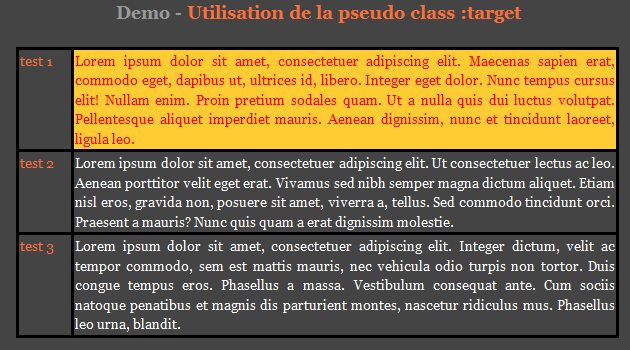 Demo - Utilisation de la pseudo class :target
test 1
Lorem ipsum dolor sit amet, consectetuer adipiscing elit. Maecenas sapien erat,
commodo eget, dapibus ut, ultrices id, libero. Integer eget dolor. Nunc tempus cursus
elit! Nullam enim. Proin pretium sodales quam. Ut a nulla quis dui luctus volutpat.
Pellentesque aliquet imperdiet mauris. Aenean dignissim, nunc et tincidunt laoreet,
ligula leo.
test 2
Lorem ipsum dolor sit amet, consectetuer adipiscing elit. Ut consectetuer lectus ac leo.
Aenean porttitor velit eget erat. Vivamus sed nibh semper magna dictum aliquet. Etiam
nisl eros, gravida non, posuere sit amet, viverra a, tellus. Sed commodo tincidunt orci.
Praesent a mauris? Nunc quis quam a erat dignissim molestie.
test 3
Lorem ipsum dolor sit amet, consectetuer adipiscing elit. Integer dictum, velit ac
tempor commodo, sem est mattis mauris, nec vehicula odio turpis non tortor. Duis
congue tempus eros. Phasellus a massa. Vestibulum consequat ante. Cum sociis
natoque penatibus et magnis dis parturient montes, nascetur ridiculus mus. Phasellus
leo urna, blandit.